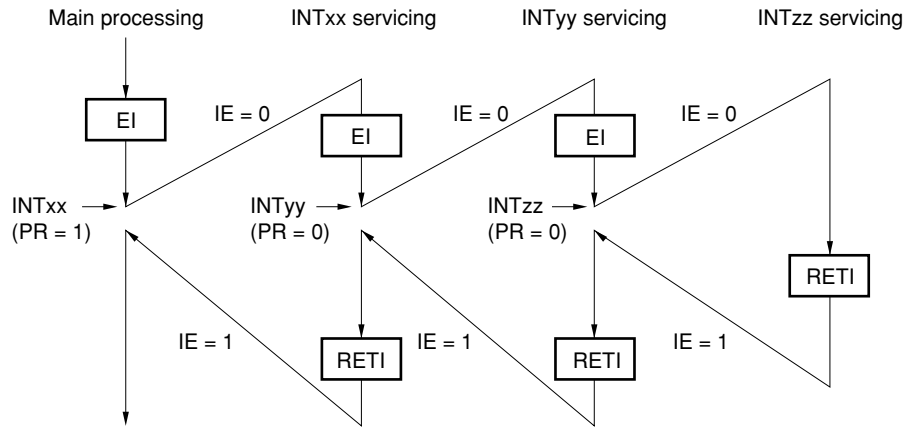 Main processing
INTxx servicing
INTyy servicing
INTzz servicing
EI
IE = 0
EI
IE = 0
EI
IE = 0
INTxx
(PR = 1)
INTyy
(PR = 0)
INTzz
(PR = 0)
RETI
IE = 1
RETI
IE = 1
RETI
IE = 1